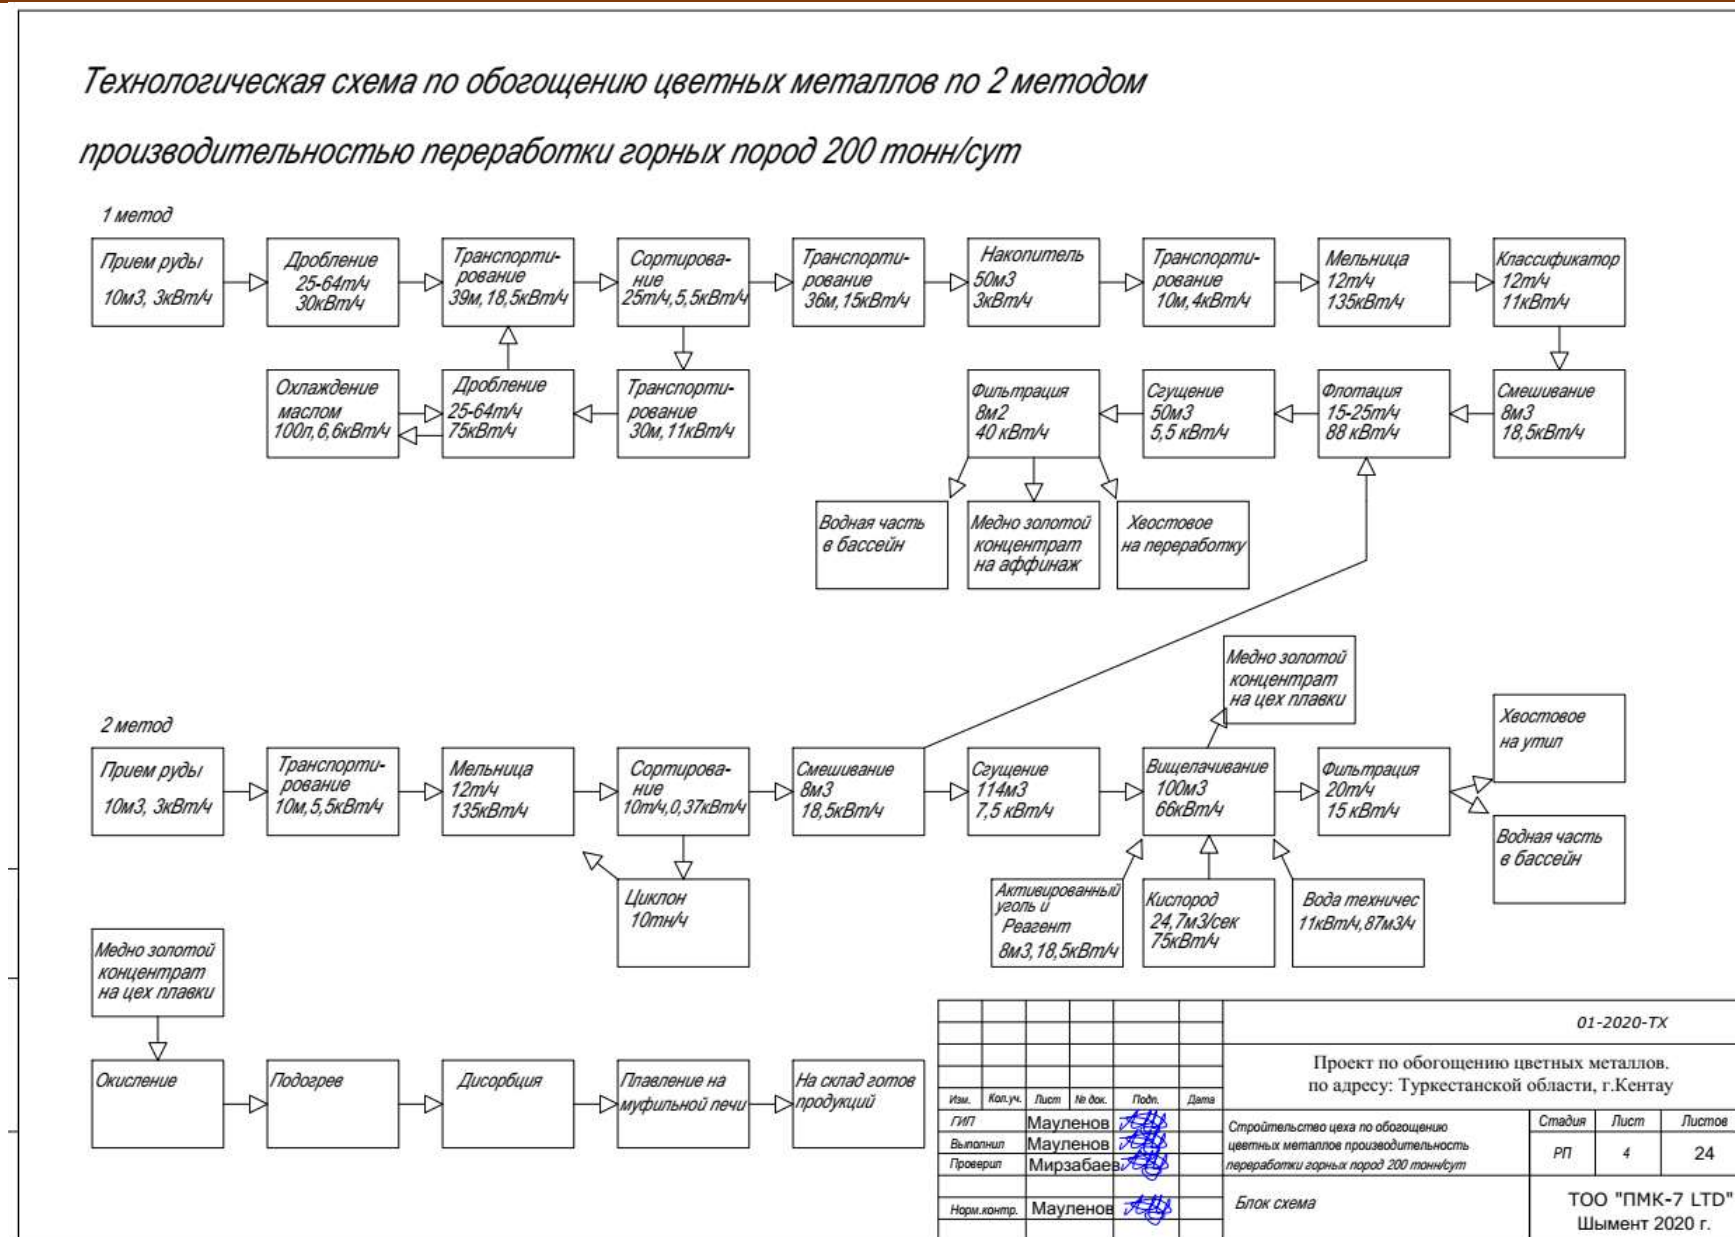 Технологическая схема по обогощению цветных металлов по 2 методом
производительностью переработки горных пород 200 тонн/сут
1 метод
Прием руды
10м3, 3кВт/ч
Дробление
25-64т/ч
30кВт/ч
Транспорти-
рование
39м,18,5кВт/ч
Сортирова-
ние
25т/ч,5,5кВт/ч
Транспорти-
рование
36м,15кВт/ч
Накопитель
50м3
3кВт/ч
Транспорти-
рование
10м,4кВт/ч
Мельница
12т/ч
135кВт/ч
Классификатор
12т/ч
11кВт/ч
Охлаждение
маслом
100л,6,6кВт/ч
Дробление
25-64т/ч
75кВт/ч
Транспорти-
рование
30м,11кВт/ч
Фильтрация
8м2
40 кВт/ч
Сгущение
50м3
5,5 кВт/ч
Флотация
15-25т/ч
88 кВт/ч
Смешивание
8м3
18,5кВт/ч
Водная часть
в бассейн
Медно золотой
концентрат
на аффинаж
Хвостовое
на переработку
Медно золотой
концентрат
на цех плавки
2 метод
Прием руды
10м3, 3кВт/ч
Транспорти-
рование
10м,5,5кВт/ч
Мельница
12т/ч
135кВт/ч
Сортирова-
ние
10т/ч,0,37кВт/ч
Смешивание
8м3
18,5кВт/ч
Сгущение
114м3
7,5 кВт/ч
Вищелачивание
100м3
66кВт/ч
Фильтрация
20т/ч
15 кВт/ч
Хвостовое
на утил
Водная часть
в бассейн
Циклон
10тн/ч
Активированный
уголь и
Реагент
8м3,18,5кВт/ч
Кислород
24,7м3/сек
75кВт/ч
Вода техничес
11кВт/ч,87м3/ч
Медно золотой
концентрат
на цех плавки
Окисление
Подогрев
Дисорбция
Плавление на
муфильной печи
На склад готов
продукций
01-2020-ТХ
Проект по обогощению цветных металлов.
по адресу: Туркестанской области, г.Кентау
Изм. Кол.уч. Лист № док. Подп. Дата
ГИП Мауленов
Выполнил Мауленов
Проверил Мирзабаев
Норм.контр. Мауленов
Строительство цеха по обогощению
цветных металлов производительность
переработки горных пород 200 тонн/сут
Стадия Лист Листов
РП 4 24
Блок схема
ТОО "ПМК-7 LTD"
Шымент 2020 г.